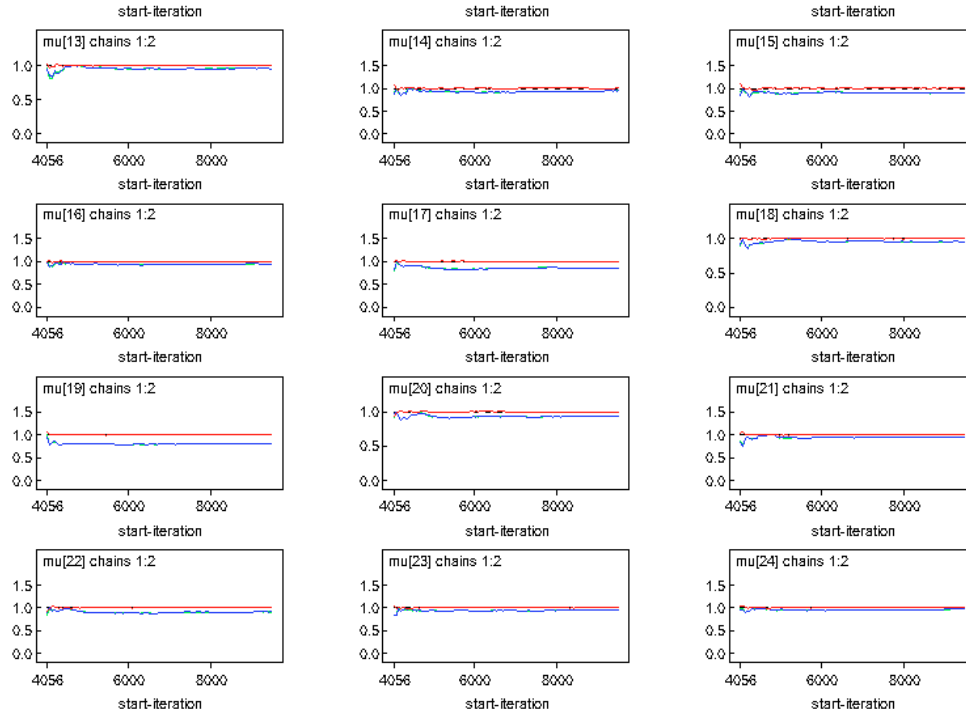 start-iteration start-iteration start-iteration
mu[13] chains 1:2 mu[14] chains 1:2 mu[15] chains 1:2
1.0 1.5 1.5
1.0 1.0
0.5 0.5 0.5
0.0 0.0 0.0
4056 6000 8000 4056 6000 8000 4056 6000 8000
start-iteration start-iteration start-iteration
mu[16] chains 1:2 mu[17] chains 1:2 mu[18] chains 1:2
1.5 1.5 1.0
1.0 1.0
0.5 0.5 0.5
0.0 0.0 0.0
4056 6000 8000 4056 6000 8000 4056 6000 8000
start-iteration start-iteration start-iteration
mu[19] chains 1:2 mu[20] chains 1:2 mu[21] chains 1:2
1.5 1.0 1.5
1.0 1.0
0.5 0.5 0.5
0.0 0.0 0.0
4056 6000 8000 4056 6000 8000 4056 6000 8000
start-iteration start-iteration start-iteration
mu[22] chains 1:2 mu[23] chains 1:2 mu[24] chains 1:2
1.5 1.5 1.5
1.0 1.0 1.0
0.5 0.5 0.5
0.0 0.0 0.0
4056 6000 8000 4056 6000 8000 4056 6000 8000
start-iteration start-iteration start-iteration